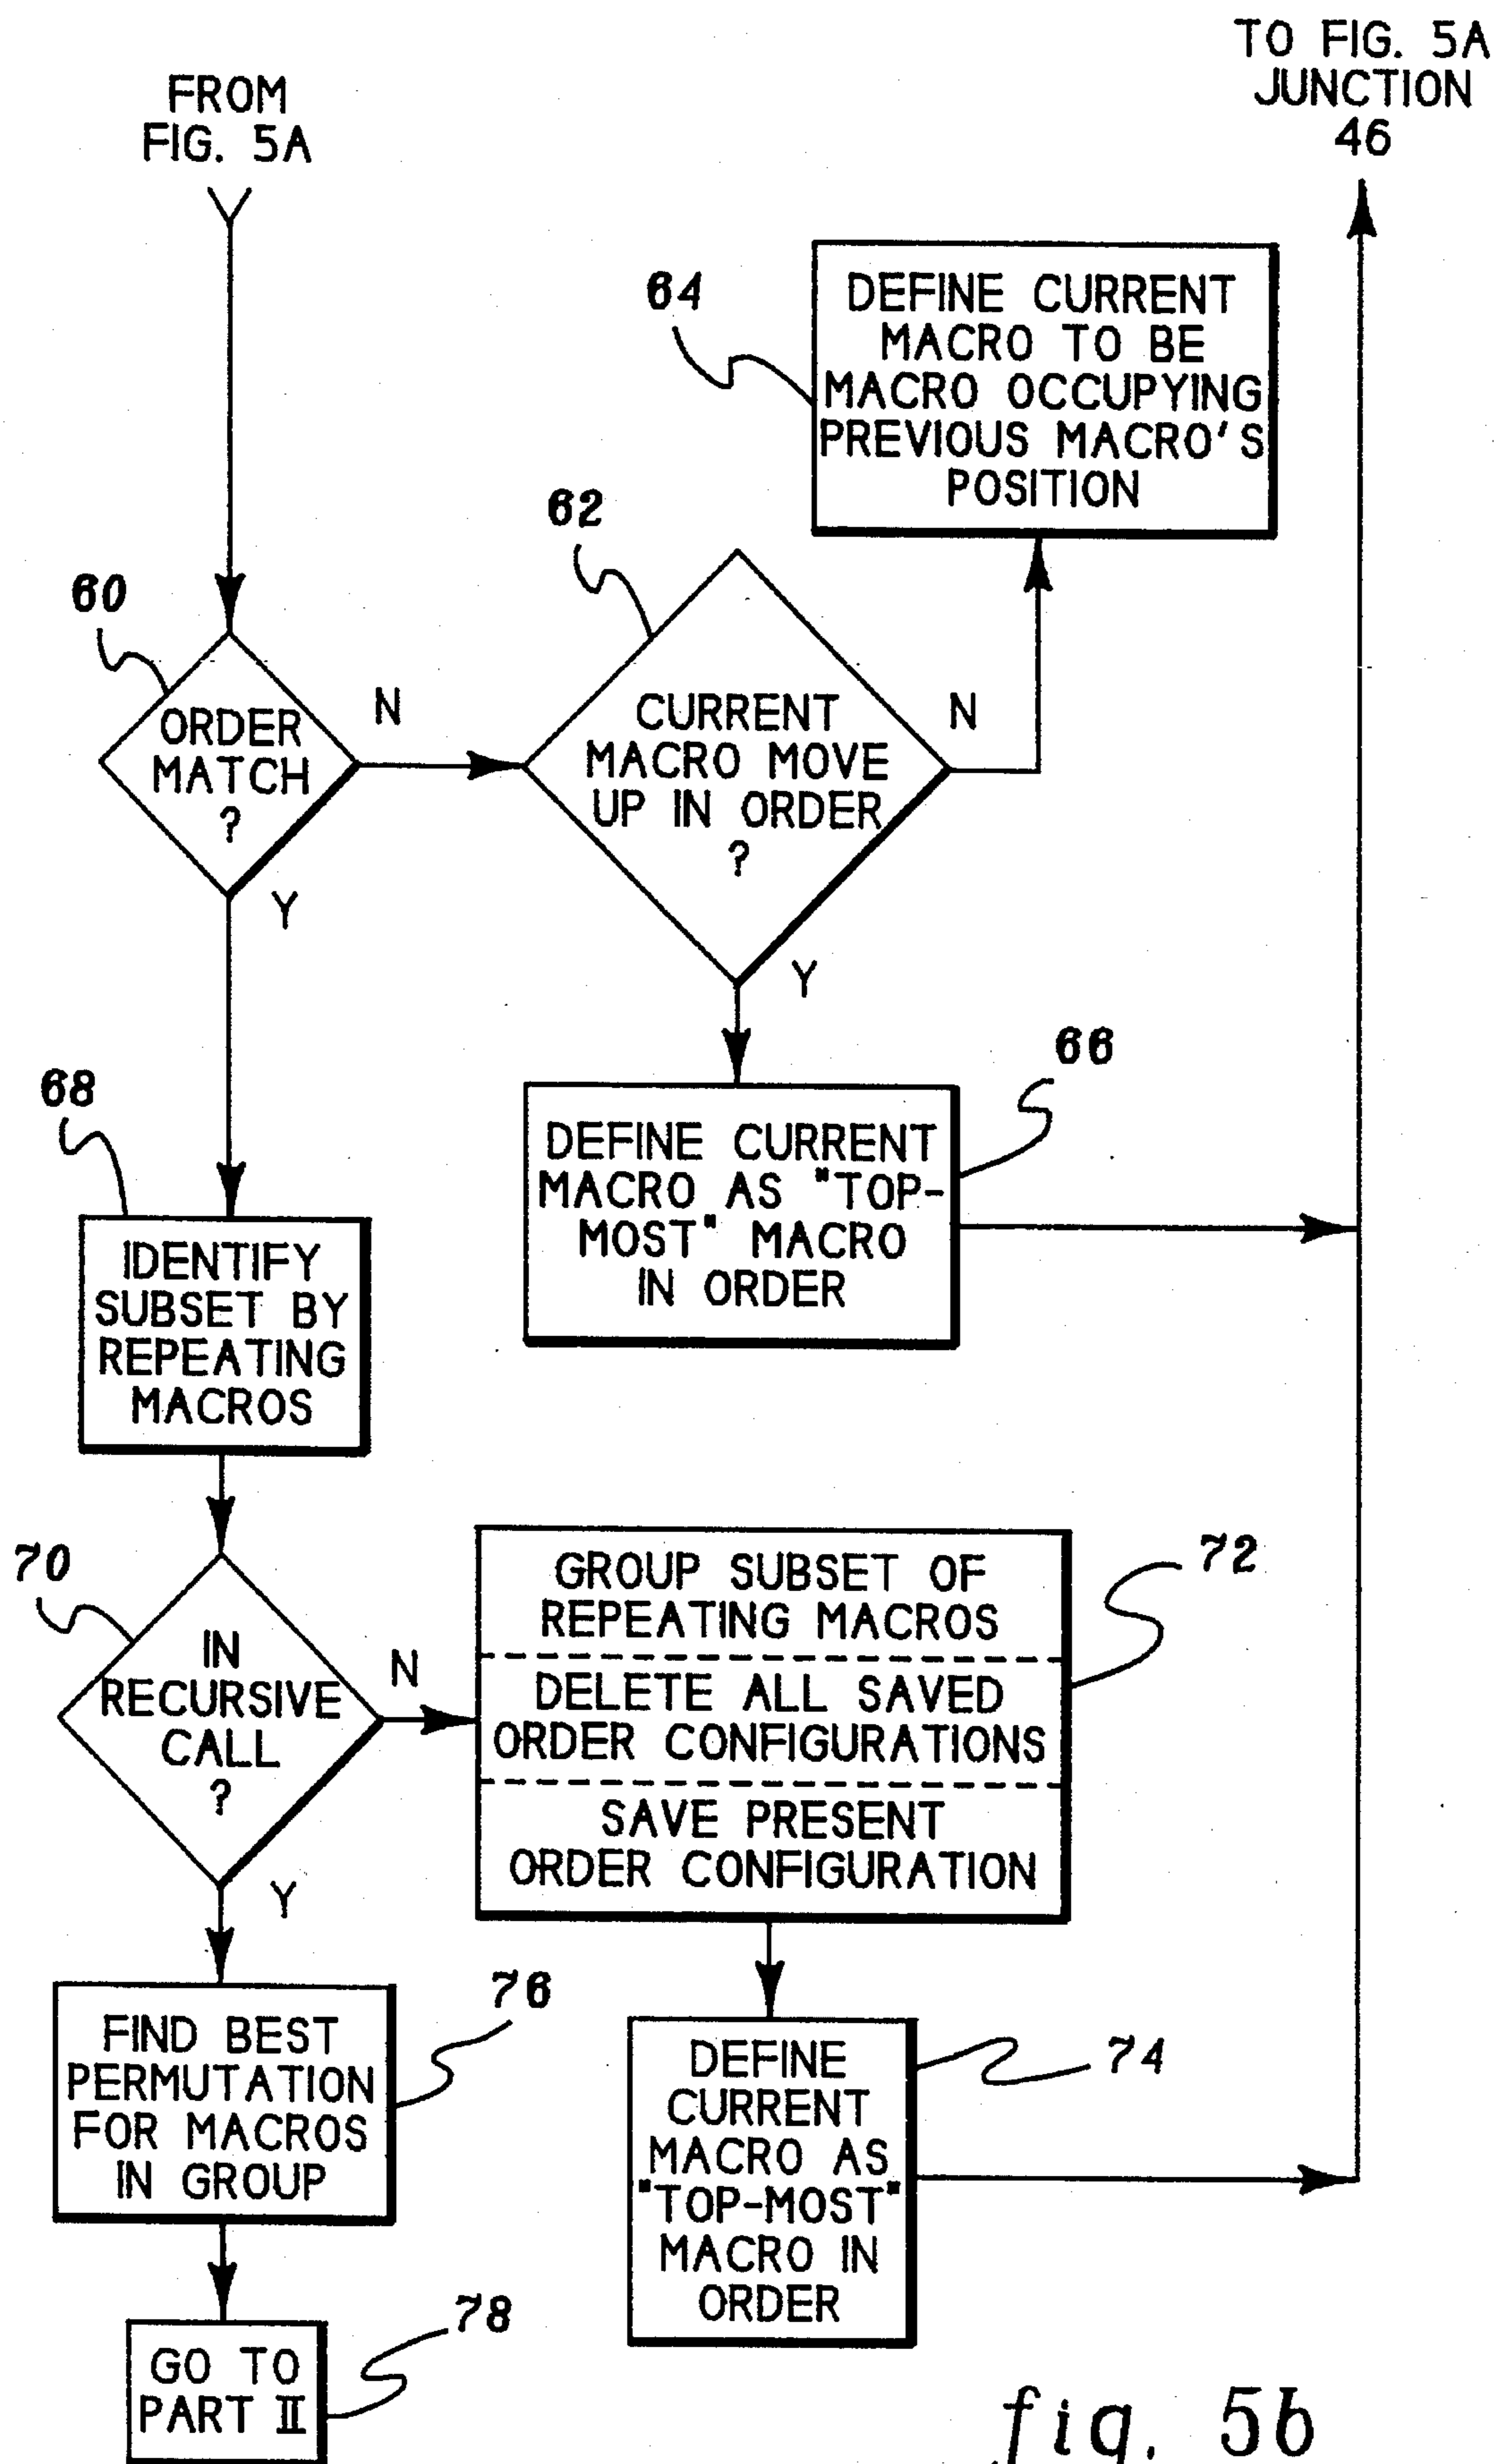 TO FIG. 5A
JUNCTION
46
FROM
FIG. 5A
64
DEFINE CURRENT
MACRO TO BE
MACRO OCCUPYING
PREVIOUS MACRO'S
POSITION
62
60
ORDER
MATCH
?
N
CURRENT
MACRO MOVE
UP IN ORDER
?
N
Y
Y
66
DEFINE CURRENT
MACRO AS "TOP-
MOST" MACRO
IN ORDER
68
IDENTIFY
SUBSET BY
REPEATING
MACROS
70
IN
RECURSIVE
CALL
?
N
72
GROUP SUBSET OF
REPEATING MACROS
DELETE ALL SAVED
ORDER CONFIGURATIONS
SAVE PRESENT
ORDER CONFIGURATION
Y
76
FIND BEST
PERMUTATION
FOR MACROS
IN GROUP
74
DEFINE
CURRENT
MACRO AS
"TOP-MOST"
MACRO IN
ORDER
78
GO TO
PART II
fig. 5b